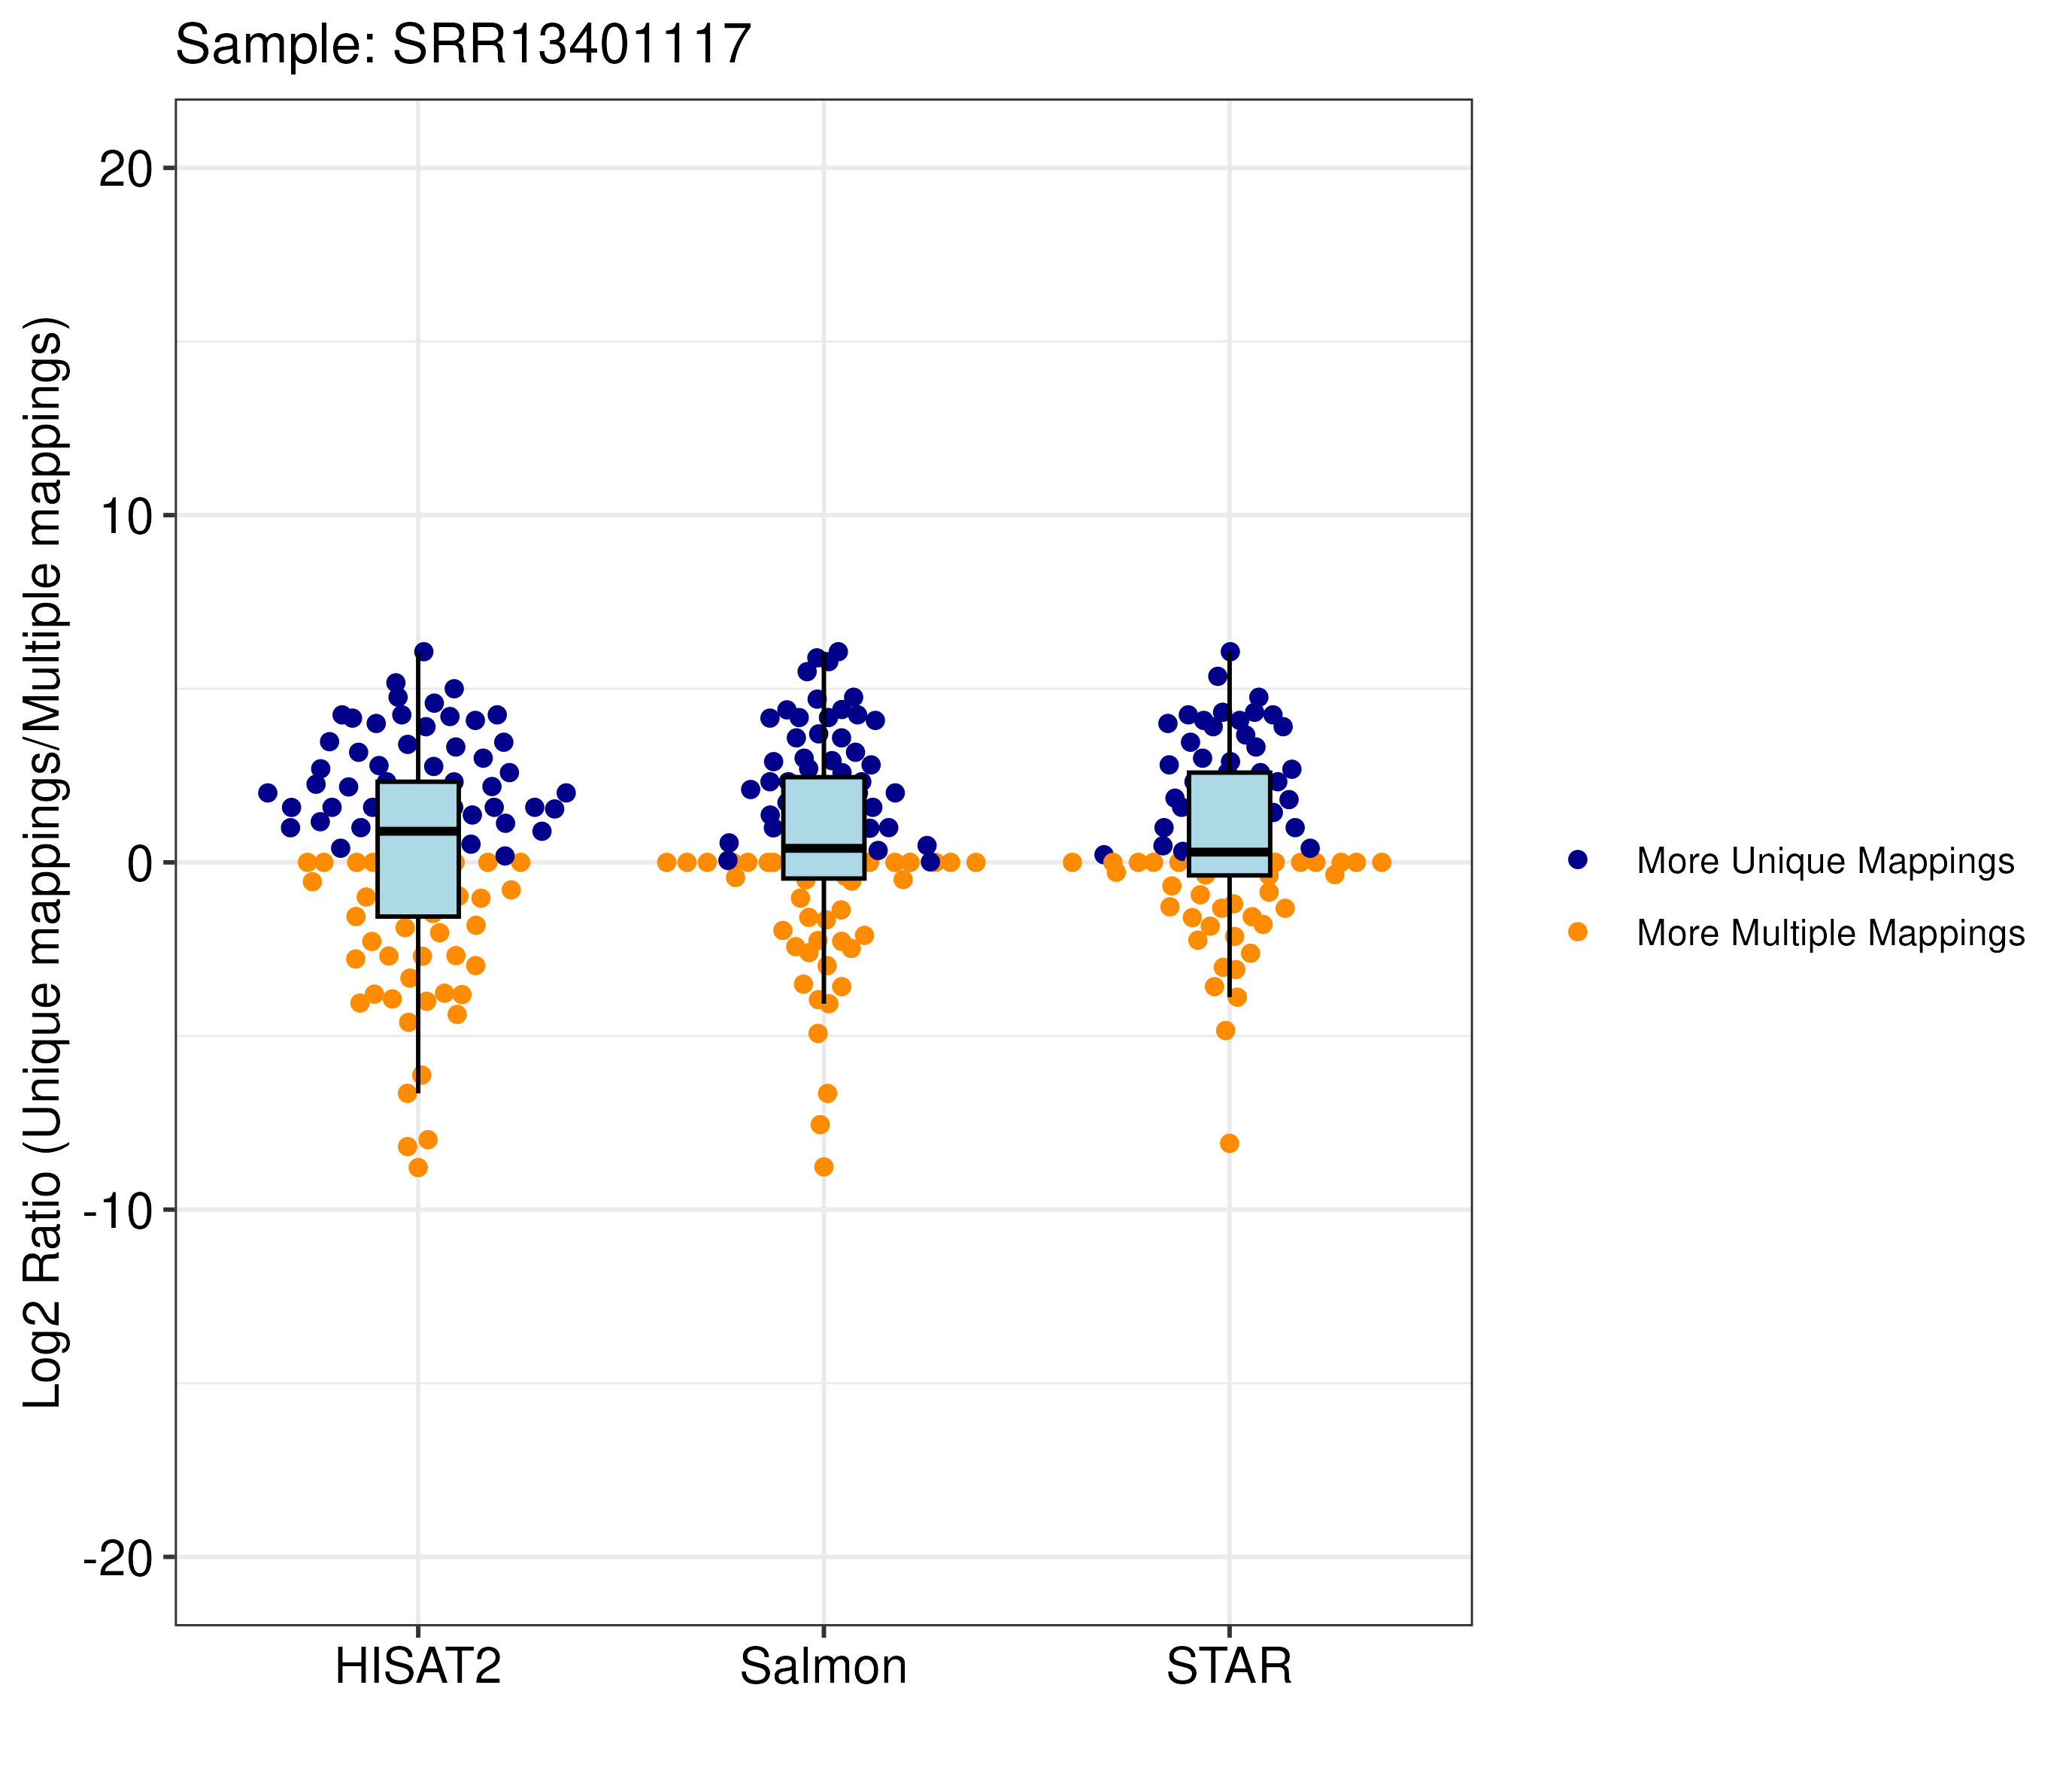 Sample: SRR13401117
Log2 Ratio (Unique mappings/Multiple mappings)
20
10
0
-10
-20
HISAT2
Salmon
STAR
More Unique Mappings
More Multiple Mappings